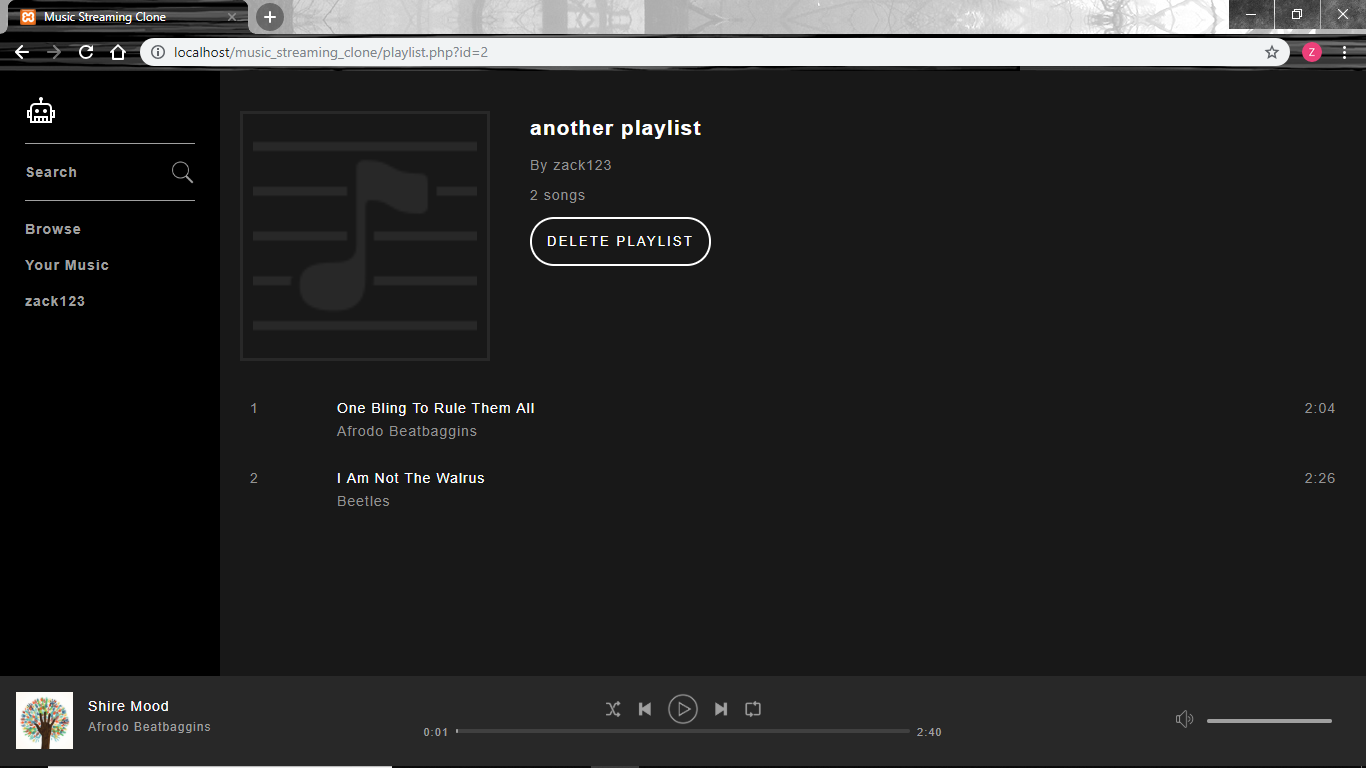 Music Streaming Clone
localhost/music_streaming_clone/playlist.php?id=2
Z
Search
Browse
Your Music
zack123
another playlist
By zack123
2 songs
DELETE PLAYLIST
1 One Bling To Rule Them All 2:04
Afrodo Beatbaggins
2 I Am Not The Walrus 2:26
Beetles
Shire Mood
Afrodo Beatbaggins
0:01 2:40